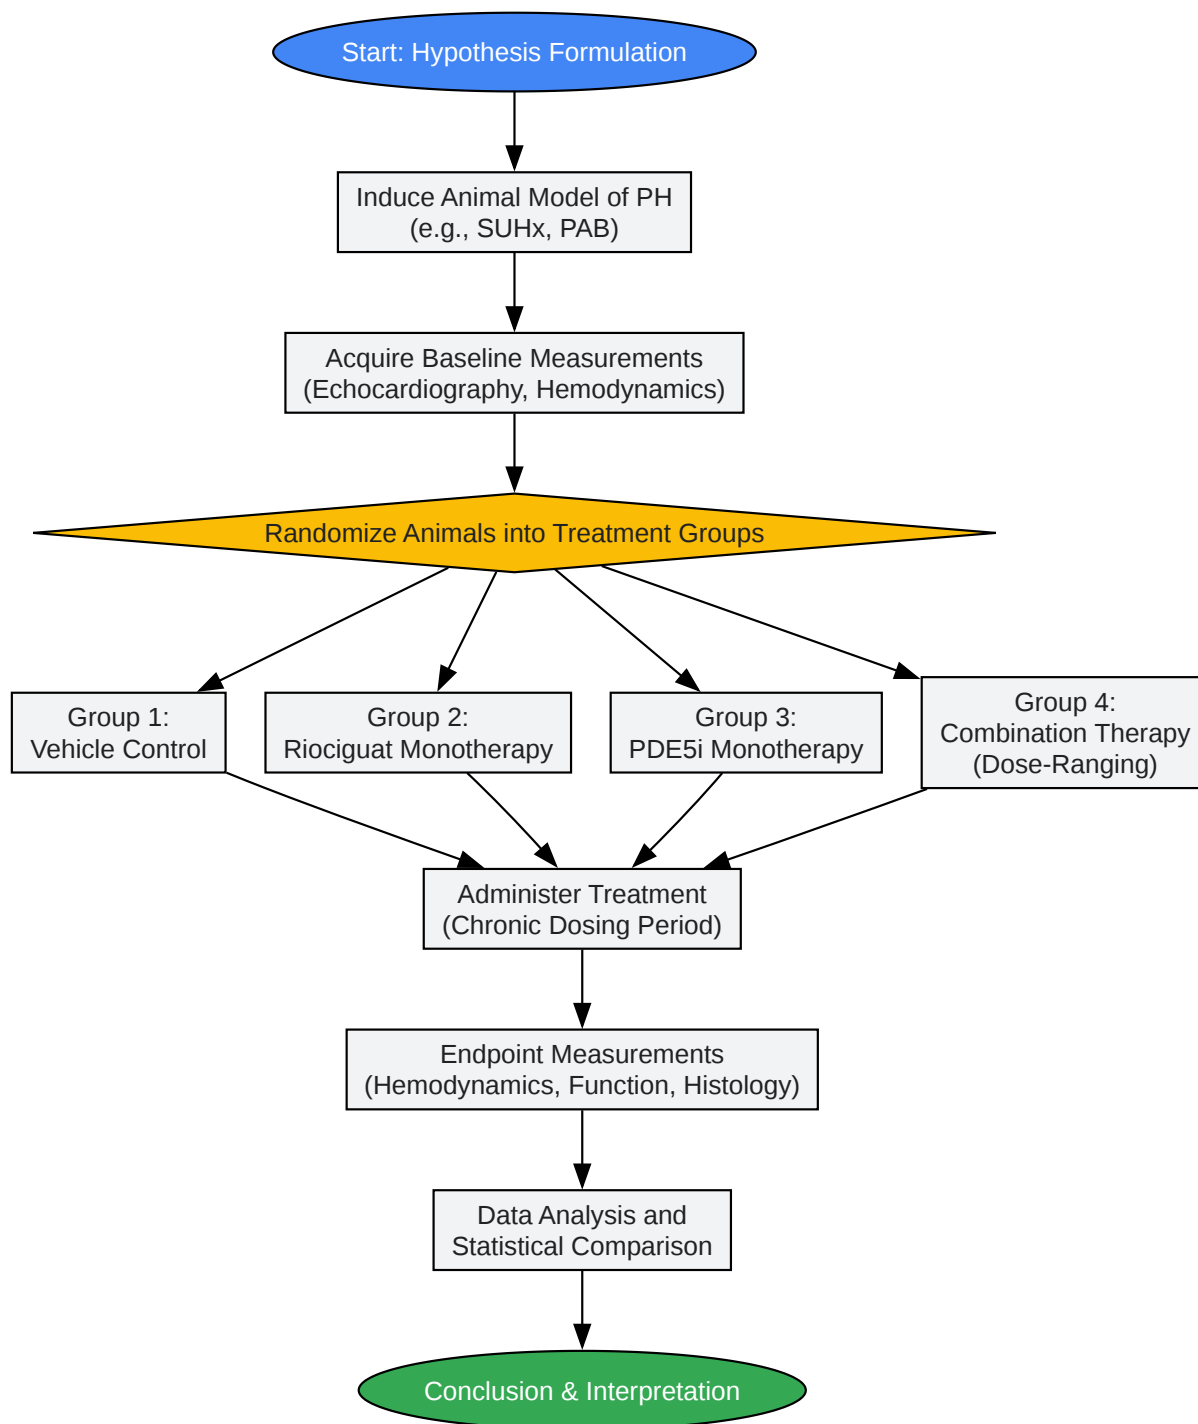 Start: Hypothesis Formulation
Induce Animal Model of PH
(e.g., SUHx, PAB)
Acquire Baseline Measurements
(Echocardiography, Hemodynamics)
Randomize Animals into Treatment Groups
Group 1:
Vehicle Control
Group 2:
Riociguat Monotherapy
Group 3:
PDE5i Monotherapy
Group 4:
Combination Therapy
(Dose-Ranging)
Administer Treatment
(Chronic Dosing Period)
Endpoint Measurements
(Hemodynamics, Function, Histology)
Data Analysis and
Statistical Comparison
Conclusion & Interpretation